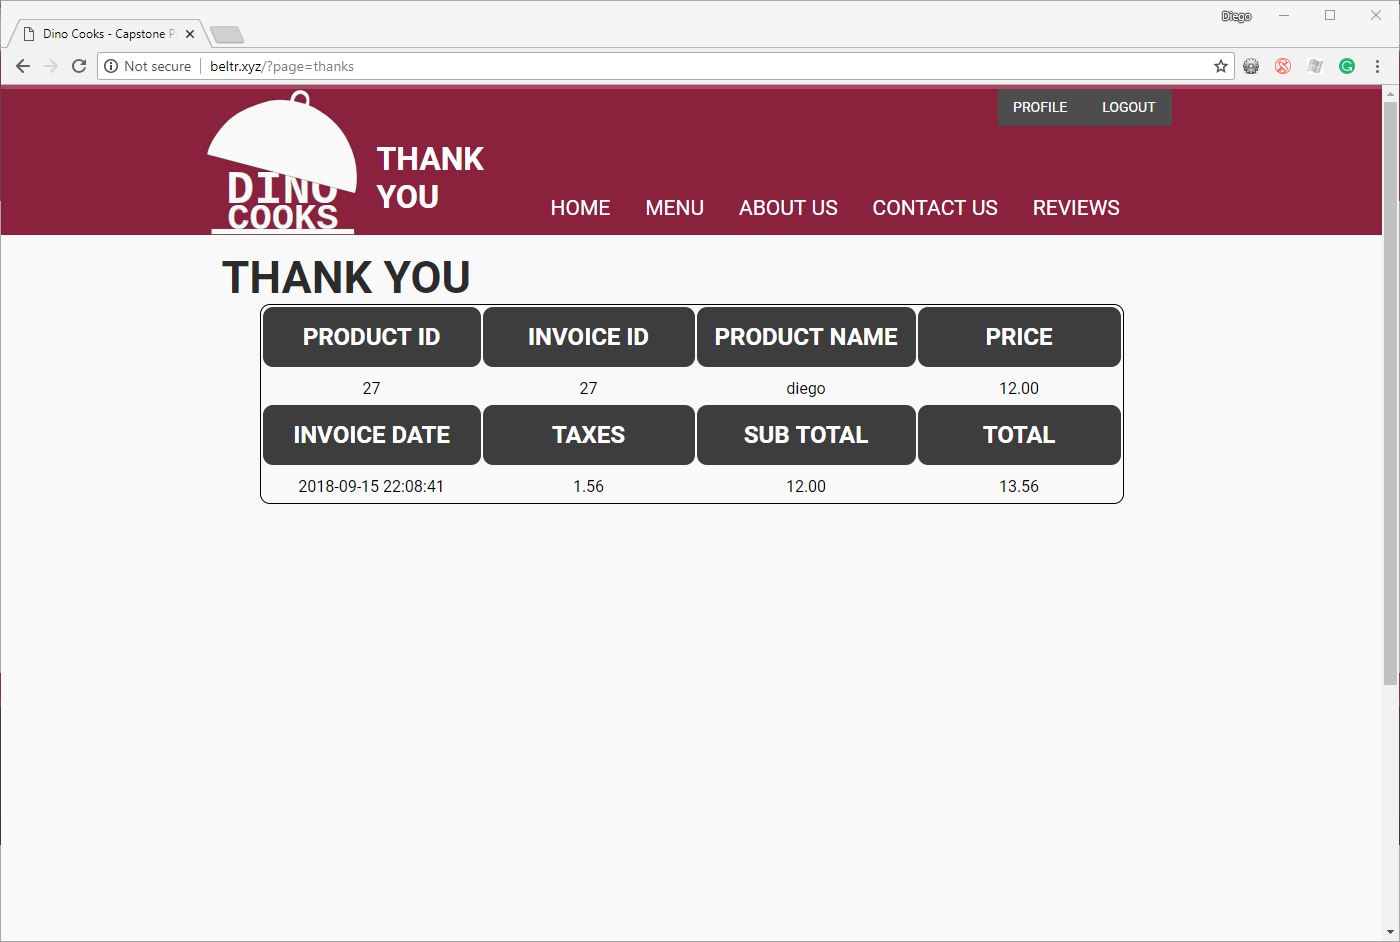 Diego
Dino Cooks - Capstone P
Not secure beltr.xyz/?page=thanks
PROFILE LOGOUT
DINO
COOKS
THANK
YOU
HOME MENU ABOUT US CONTACT US REVIEWS
THANK YOU
PRODUCT ID INVOICE ID PRODUCT NAME PRICE
27 27 diego 12.00
INVOICE DATE TAXES SUB TOTAL TOTAL
2018-09-15 22:08:41 1.56 12.00 13.56